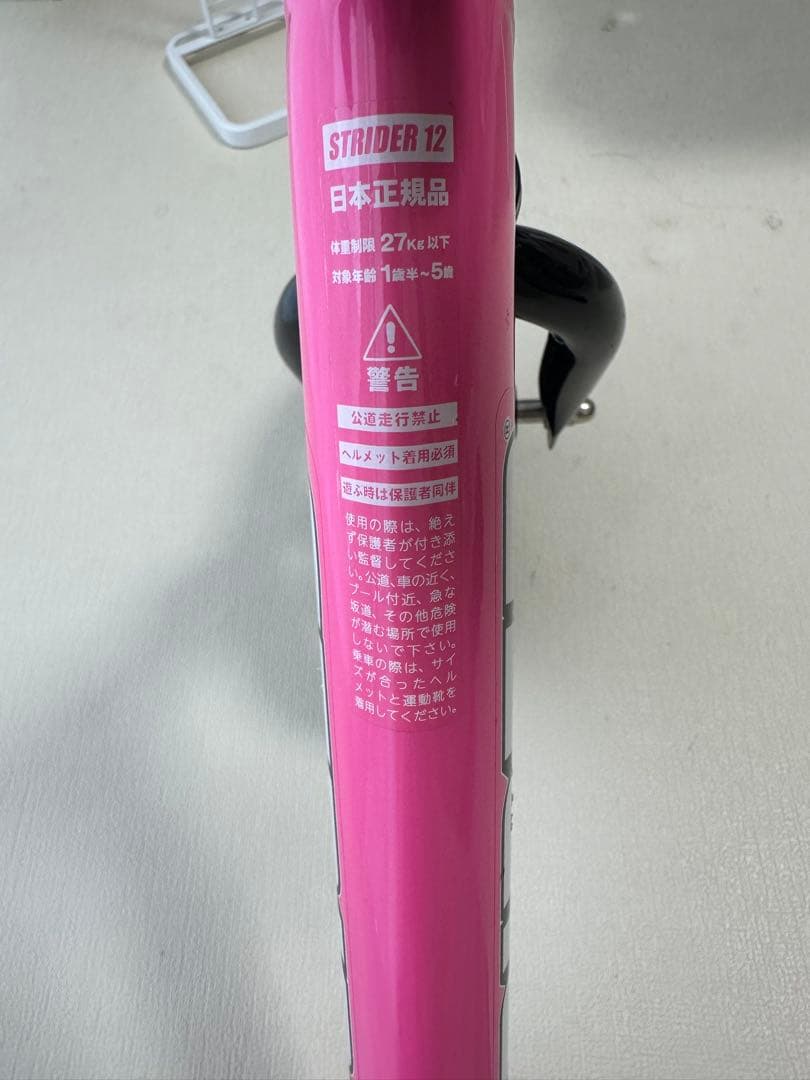 STRIDER 12
日本正規品
体重制限 27Kg 以下
対象年齢 1歳半～5歳
警告
公道走行禁止
ヘルメット着用必須
遊ぶ時は保護者同伴
使用の際は、絶え
ず保護者が付き添
い監督してくださ
い。公道、車の近く、
プール付近、急な
坂道、その他危険
が潜む場所で使用
しないで下さい。
乗車の際は、サイ
ズが合ったヘル
メットと運動靴を
着用してください。